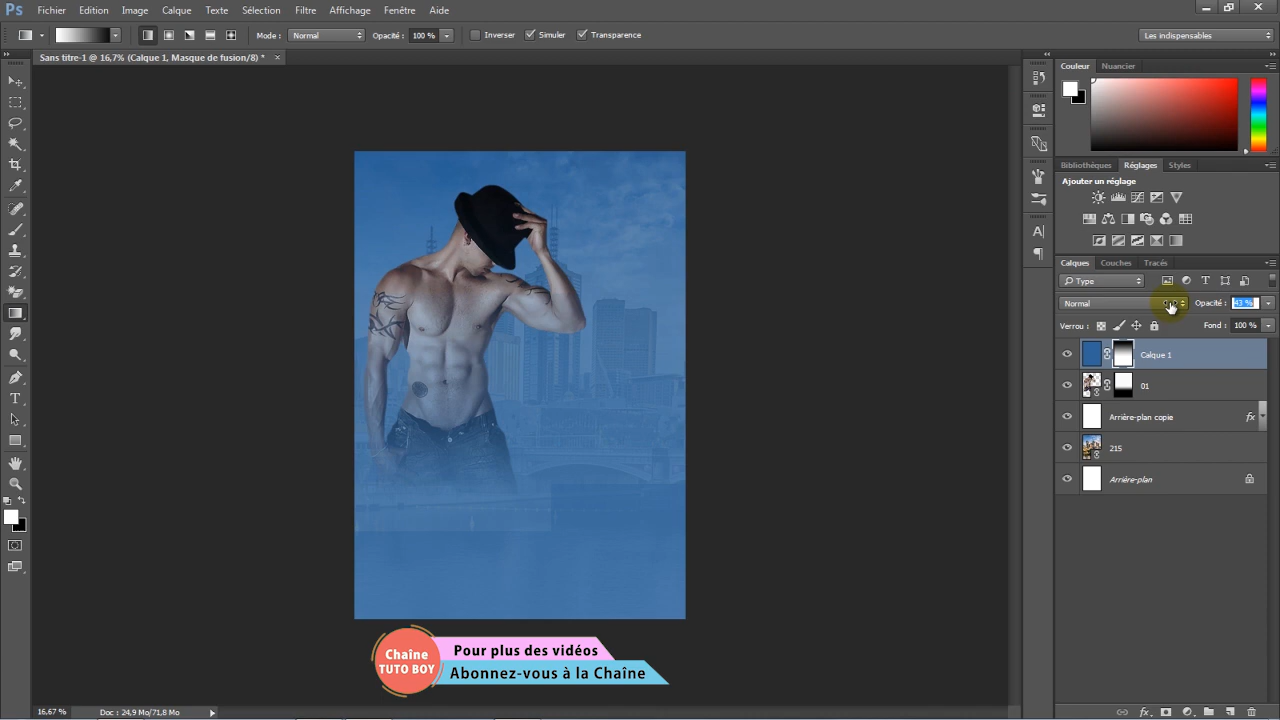 Ps Fichier Edition Image Calque Texte Sélection Filtre Affichage Fenêtre Aide
Mode : Normal Opacité : 100 % Inverser Simuler Transparence Les indispensables
Sans titre-1 @ 16,7% (Calque 1, Masque de fusion/8) *
Couleur Nuancier
Bibliothèques Réglages Styles
Ajouter un réglage
Calques Couches Tracés
Type
Normal Opacité : 43 %
Verrou : Fond : 100 %
Calque 1
01
Arrière-plan copie fx
215
Arrière-plan
Chaîne
TUTO BOY
Pour plus des vidéos
Abonnez-vous à la Chaîne
16,67 % Doc : 24,9 Mo/71,8 Mo